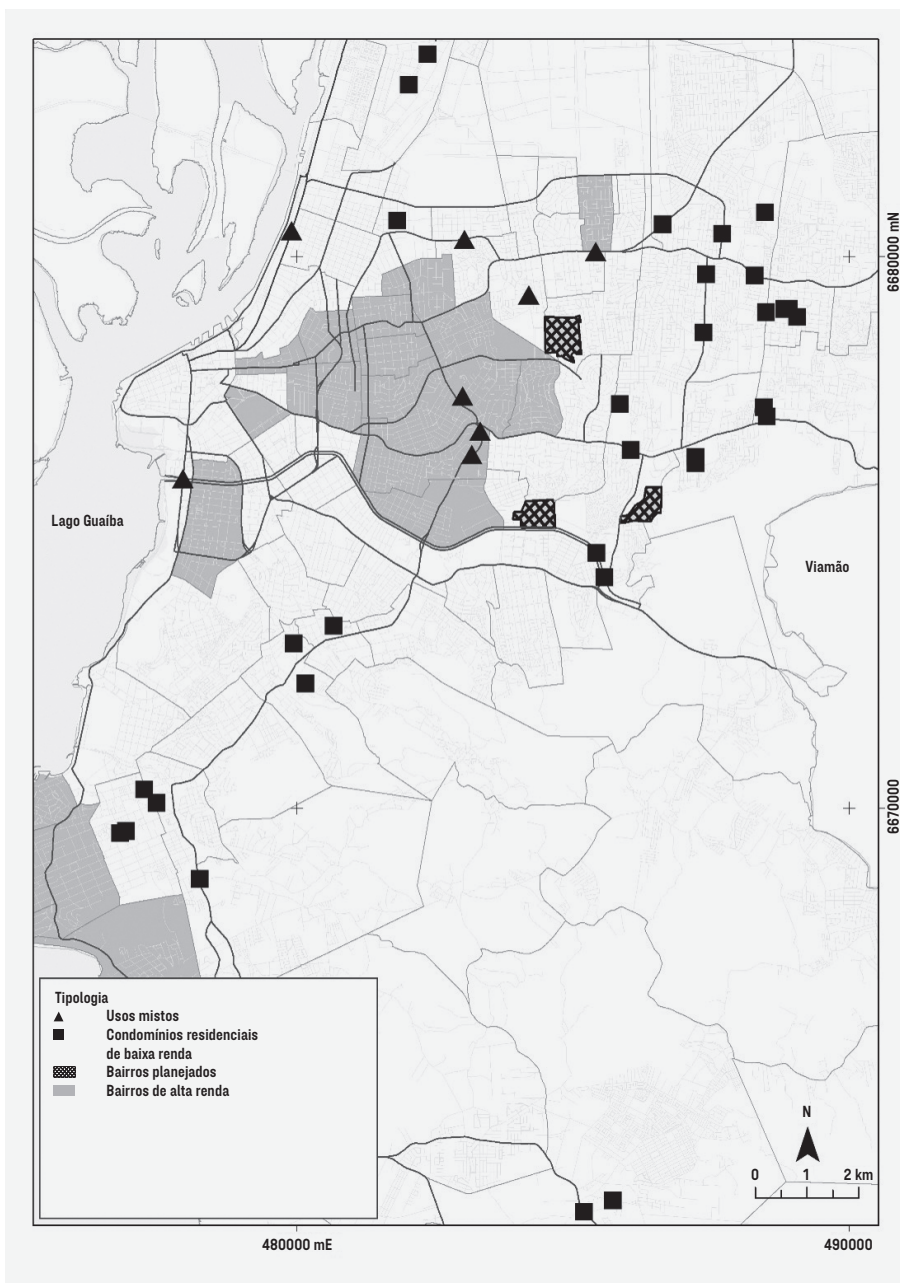 6680000 mN
Lago Guaíba
Viamão
6670000
Tipologia
Usos mistos
Condomínios residenciais
de baixa renda
Bairros planejados
Bairros de alta renda
N
0 1 2 km
480000 mE
490000